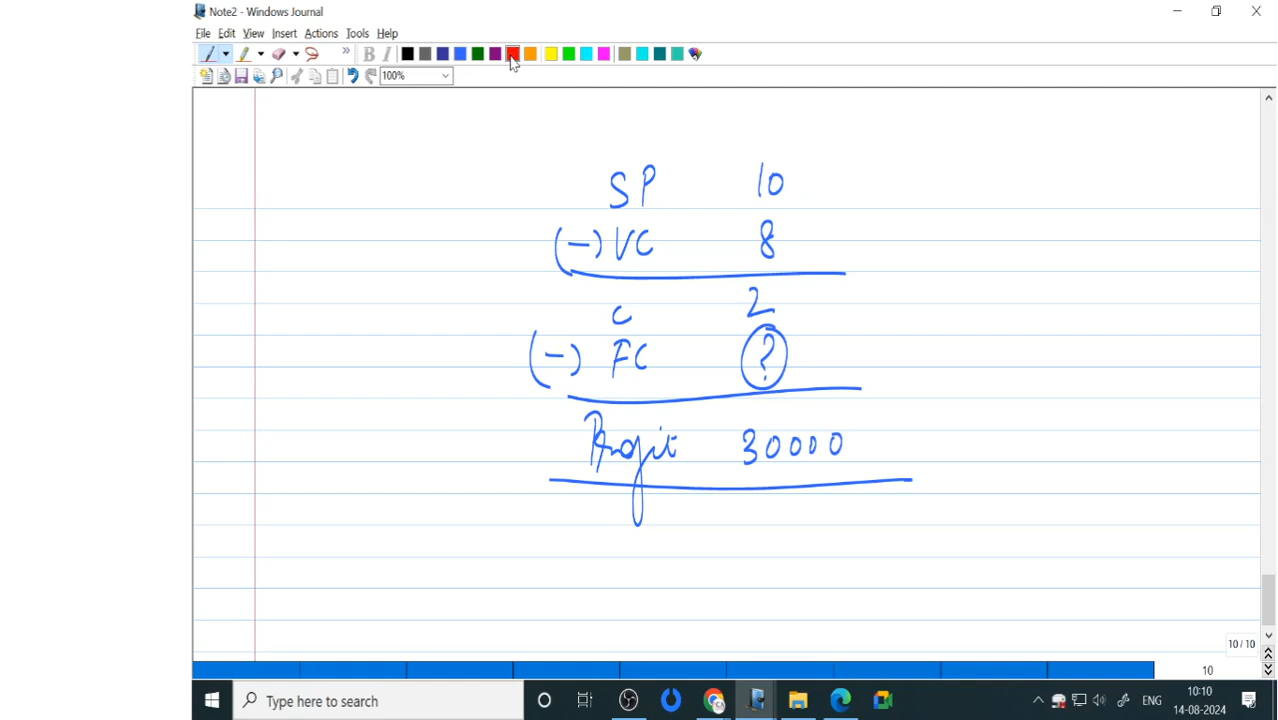 Note2 - Windows Journal
File Edit View Insert Actions Tools Help
» B I
100%
SP 10
(-) VC 8
C 2
(-) FC ?
Profit 30000
10 / 10
10
Type here to search
ENG
10:10
14-08-2024